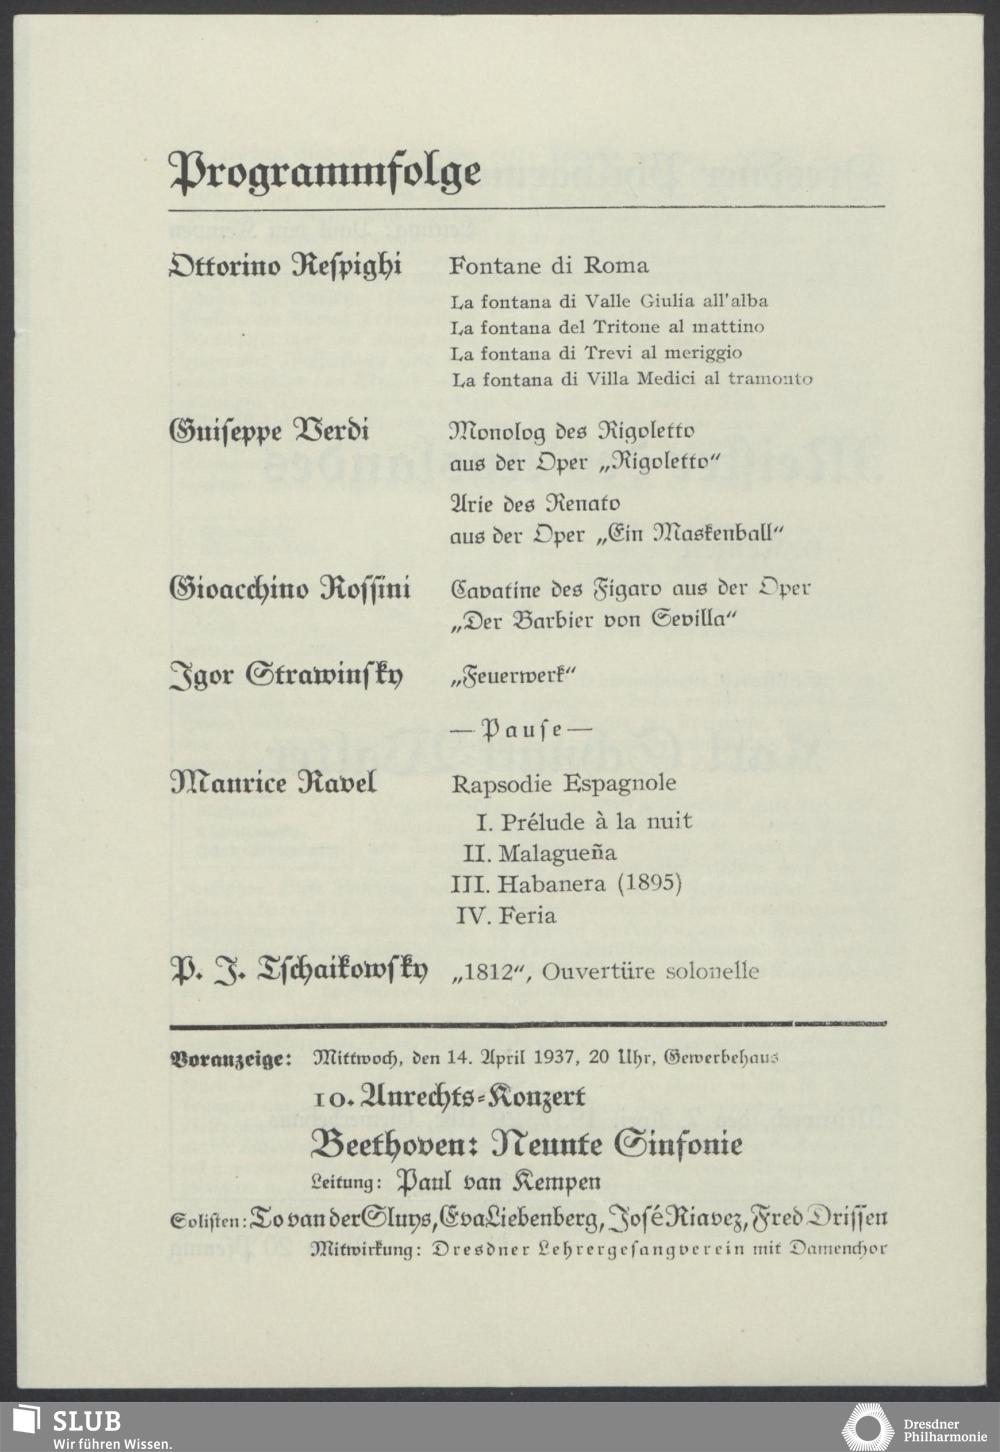 Programmfolge
Ottorino Respighi Fontane di Roma
La fontana di Valle Giulia all'alba
La fontana del Tritone al mattino
La fontana di Trevi al meriggio
La fontana di Villa Medici al tramonto
Guiseppe Verdi Monolog des Rigoletto
aus der Oper „Rigoletto“
Arie des Renato
aus der Oper „Ein Maskenball“
Gioacchino Rossini Cavatine des Figaro aus der Oper
„Der Barbier von Sevilla“
Igor Strawinsky „Feuerwerk“
— Pause —
Maurice Ravel Rapsodie Espagnole
I. Prélude à la nuit
II. Malagueña
III. Habanera (1895)
IV. Feria
P. J. Tschaikowsky „1812“, Ouvertüre solonelle
Voranzeige: Mittwoch, den 14. April 1937, 20 Uhr, Gewerbehaus
10. Anrechts-Konzert
Beethoven: Neunte Sinfonie
Leitung: Paul van Kempen
Solisten: To van der Sluys, Eva Liebenberg, José Riavez, Fred Drissen
Mitwirkung: Dresdner Lehrergesangverein mit Damenchor
SLUB
Wir führen Wissen.
Dresdner
Philharmonie